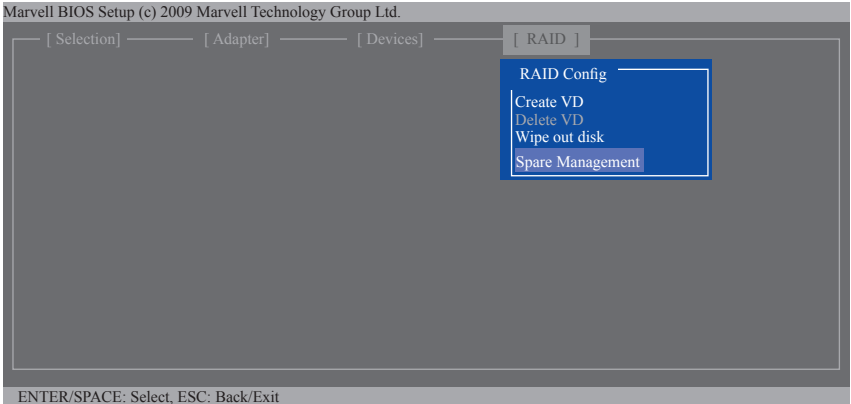 Marvell BIOS Setup (c) 2009 Marvell Technology Group Ltd.
[ Selection] [ Adapter] [ Devices] [ RAID ]
RAID Config
Create VD
Delete VD
Wipe out disk
Spare Management
ENTER/SPACE: Select, ESC: Back/Exit